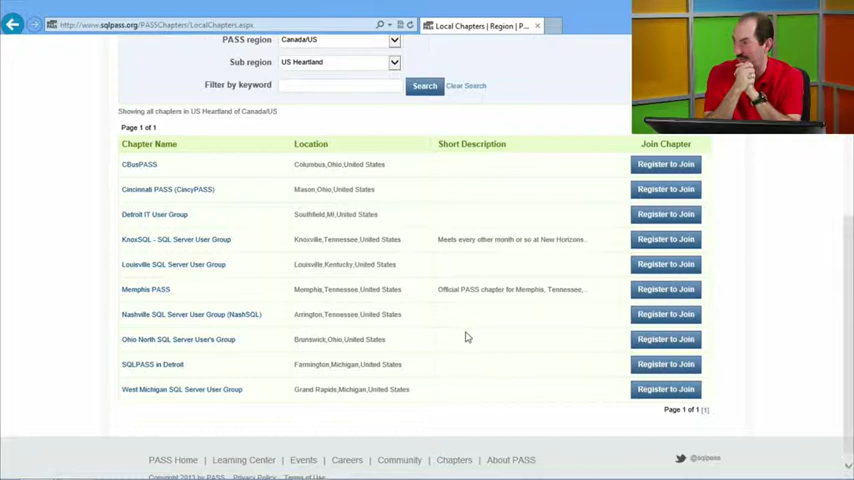 http://www.sqlpass.org/PASSChapters/LocalChapters.aspx
Local Chapters | Region | P...
PASS region Canada/US
Sub region US Heartland
Filter by keyword Search Clear Search
Showing all chapters in US Heartland of Canada/US
Page 1 of 1
Chapter Name Location Short Description Join Chapter
CBusPASS Columbus,Ohio,United States Register to Join
Cincinnati PASS (CincyPASS) Mason,Ohio,United States Register to Join
Detroit IT User Group Southfield,MI,United States Register to Join
KnoxSQL - SQL Server User Group Knoxville,Tennessee,United States Meets every other month or so at New Horizons.. Register to Join
Louisville SQL Server User Group Louisville,Kentucky,United States Register to Join
Memphis PASS Memphis,Tennessee,United States Official PASS chapter for Memphis, Tennessee,.. Register to Join
Nashville SQL Server User Group (NashSQL) Arrington,Tennessee,United States Register to Join
Ohio North SQL Server User's Group Brunswick,Ohio,United States Register to Join
SQLPASS in Detroit Farmington,Michigan,United States Register to Join
West Michigan SQL Server User Group Grand Rapids,Michigan,United States Register to Join
Page 1 of 1 [1]
PASS Home | Learning Center | Events | Careers | Community | Chapters | About PASS @sqlpass
Copyright 2013 by PASS Privacy Policy Terms of Use